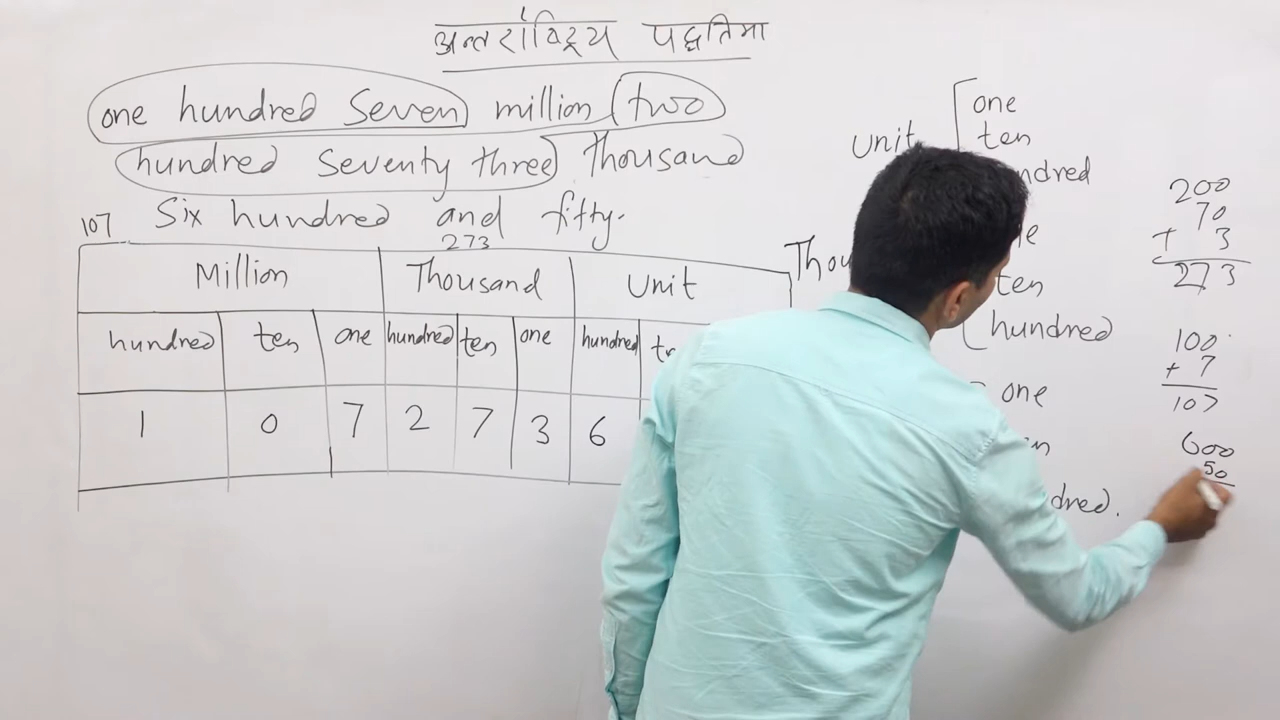 अन्तर्राष्ट्रिय पद्धतिमा
one hundred Seven million two
hundred Seventy three Thousand
Six hundred and fifty.
107
273
Million Thousand Unit
hundred ten one hundred ten one hundred
1 0 7 2 7 3 6
unit one
ten
ten
hundred
one
200
70
+ 3
273
100
+ 7
107
600
50